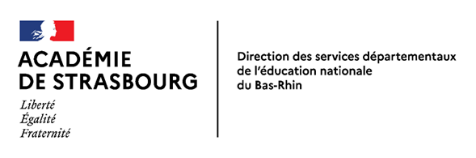 ACADÉMIE
DE STRASBOURG
Liberté
Égalité
Fraternité
Direction des services départementaux
de l'éducation nationale
du Bas-Rhin